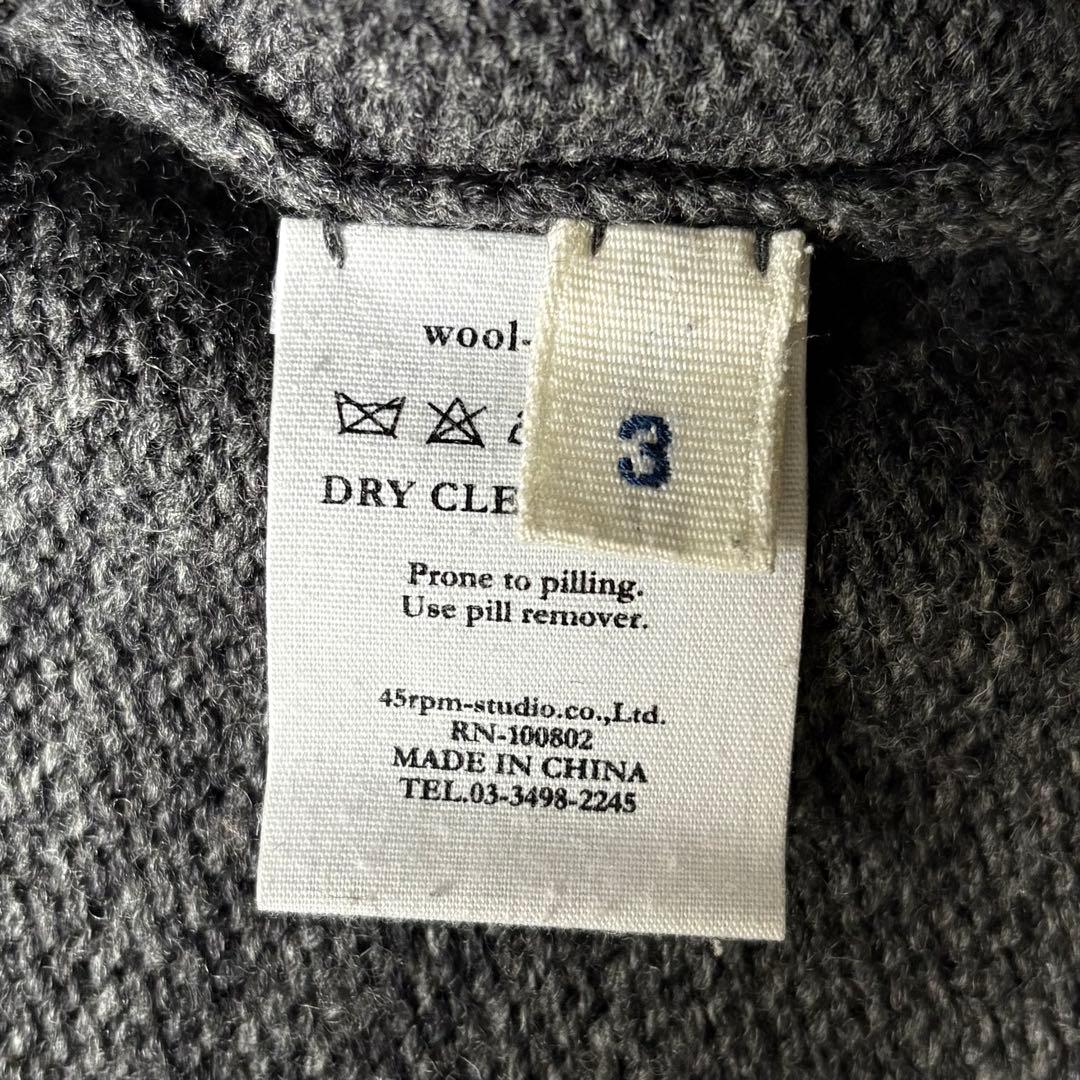 wool-
3
DRY CLE
Prone to pilling.
Use pill remover.
45rpm-studio.co.,Ltd.
RN-100802
MADE IN CHINA
TEL.03-3498-2245